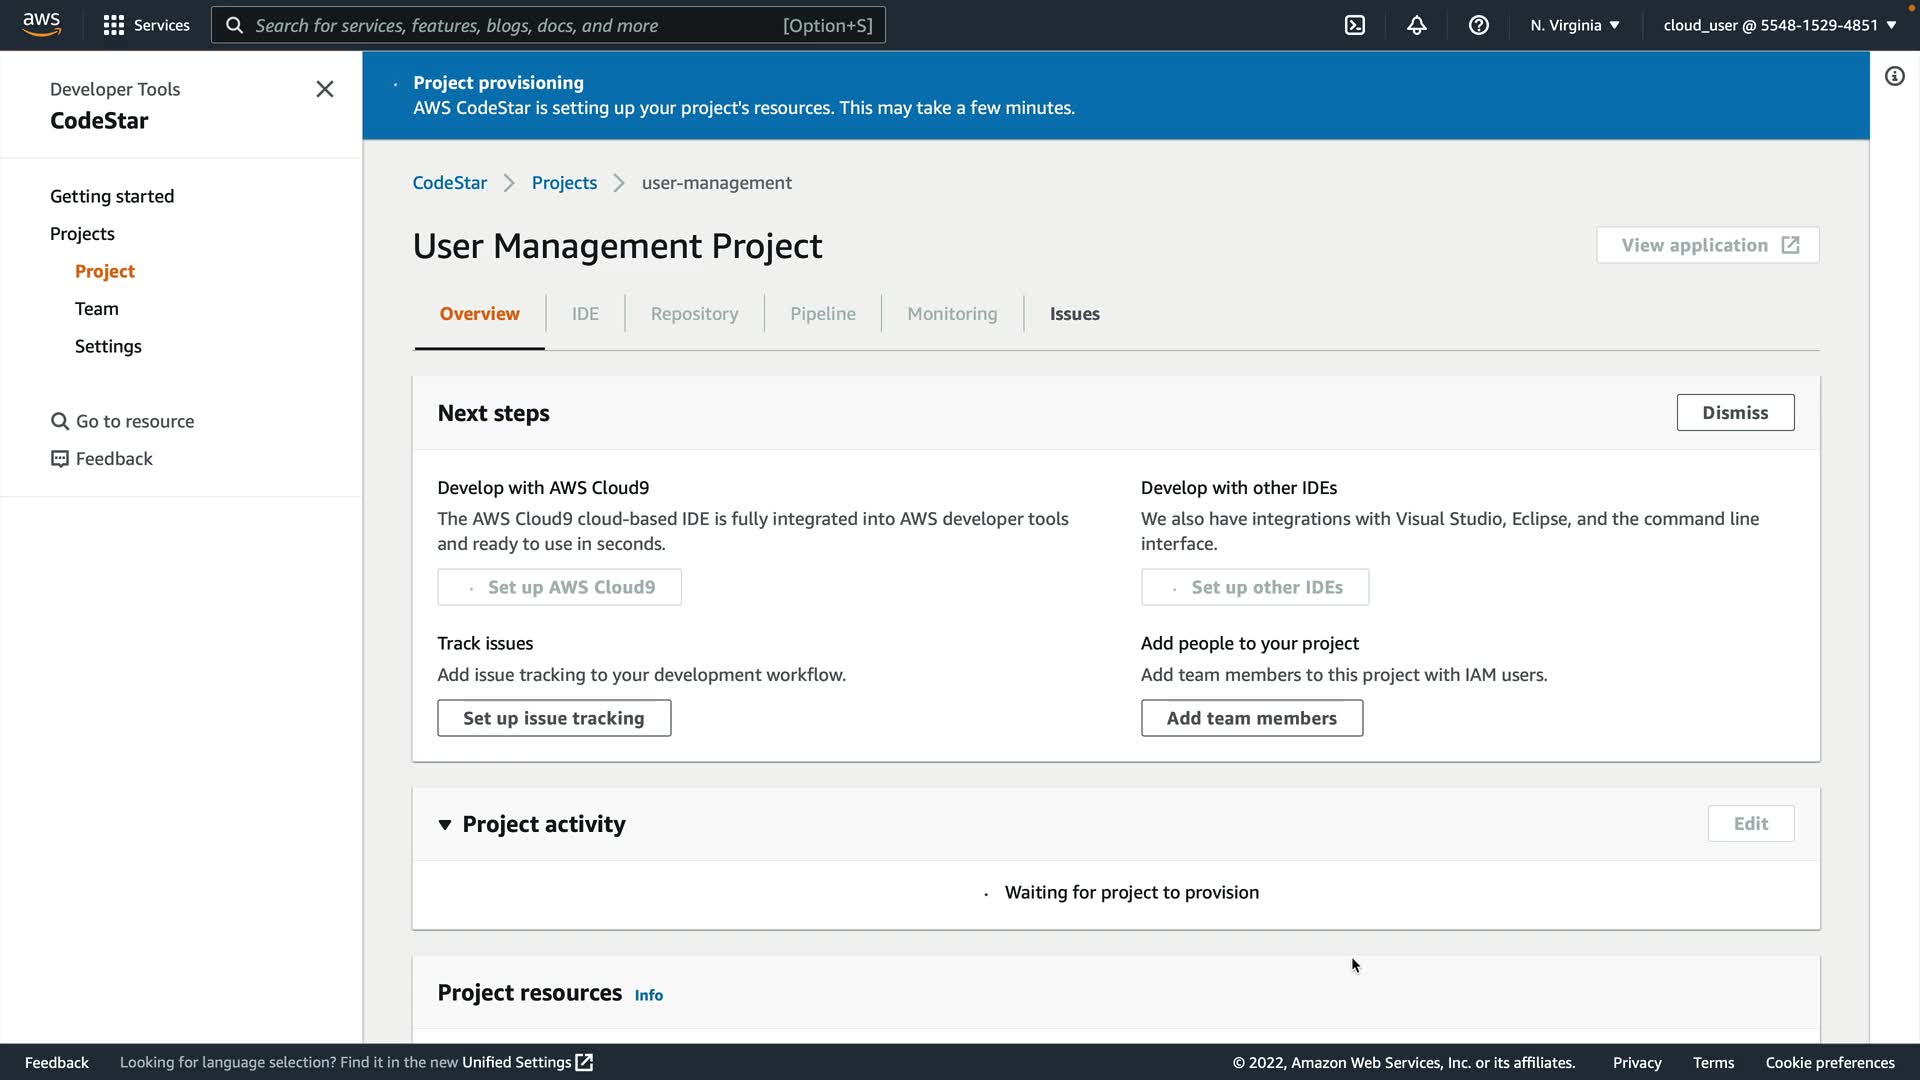 aws
Services
Search for services, features, blogs, docs, and more
[Option+S]
N. Virginia
cloud_user @ 5548-1529-4851
Developer Tools
CodeStar
Getting started
Projects
Project
Team
Settings
Go to resource
Feedback
Project provisioning
AWS CodeStar is setting up your project's resources. This may take a few minutes.
CodeStar
Projects
user-management
User Management Project
View application
Overview
IDE
Repository
Pipeline
Monitoring
Issues
Next steps
Dismiss
Develop with AWS Cloud9
The AWS Cloud9 cloud-based IDE is fully integrated into AWS developer tools
and ready to use in seconds.
Set up AWS Cloud9
Develop with other IDEs
We also have integrations with Visual Studio, Eclipse, and the command line
interface.
Set up other IDEs
Track issues
Add issue tracking to your development workflow.
Set up issue tracking
Add people to your project
Add team members to this project with IAM users.
Add team members
Project activity
Edit
Waiting for project to provision
Project resources
Info
Feedback
Looking for language selection? Find it in the new Unified Settings
© 2022, Amazon Web Services, Inc. or its affiliates.
Privacy
Terms
Cookie preferences